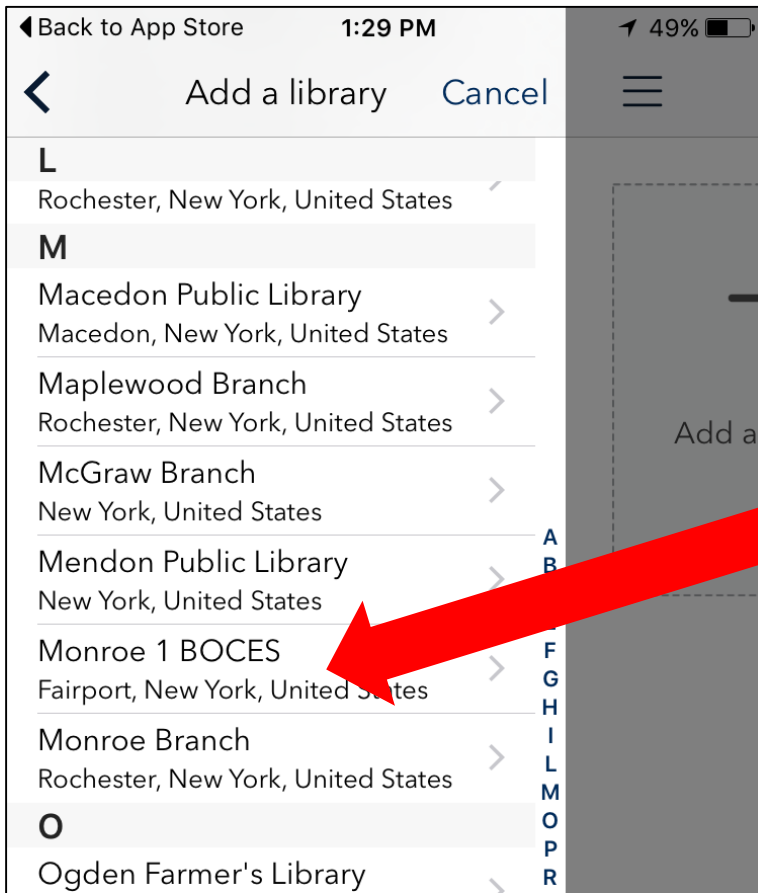 Back to App Store 1:29 PM 49%
Add a library Cancel
L
Rochester, New York, United States
M
Macedon Public Library
Macedon, New York, United States
Maplewood Branch
Rochester, New York, United States
McGraw Branch
New York, United States
Mendon Public Library
New York, United States
Monroe 1 BOCES
Fairport, New York, United States
Monroe Branch
Rochester, New York, United States
O
Ogden Farmer's Library
Add a
A
B
F
G
H
I
L
M
O
P
R